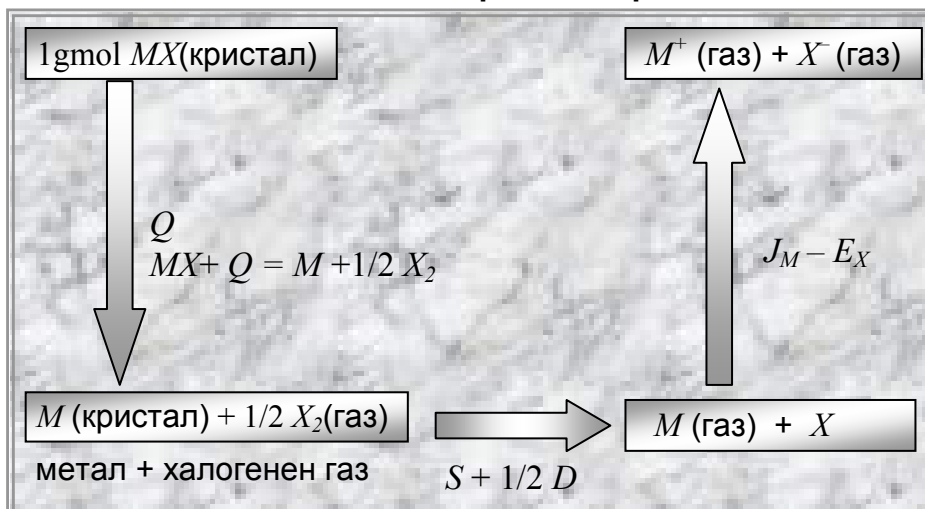 1gmol MX(кристал)
M⁺ (газ) + X⁻ (газ)
Q
MX+ Q = M +1/2 X₂
J_M – E_X
M (кристал) + 1/2 X₂(газ)
M (газ) + X
метал + халогенен газ
S + 1/2 D